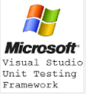 Microsoft®
Visual Studio
Unit Testing
Framework